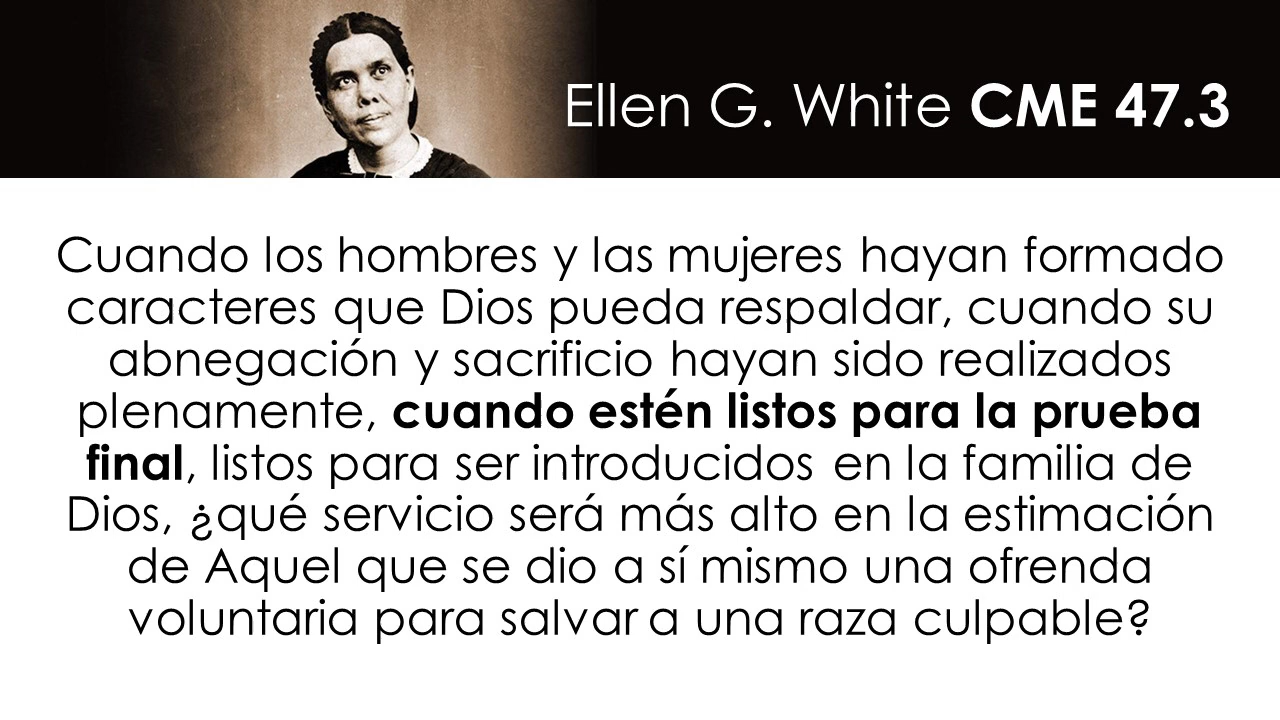 Ellen G. White CME 47.3
Cuando los hombres y las mujeres hayan formado
caracteres que Dios pueda respaldar, cuando su
abnegación y sacrificio hayan sido realizados
plenamente, cuando estén listos para la prueba
final, listos para ser introducidos en la familia de
Dios, ¿qué servicio será más alto en la estimación
de Aquel que se dio a sí mismo una ofrenda
voluntaria para salvar a una raza culpable?